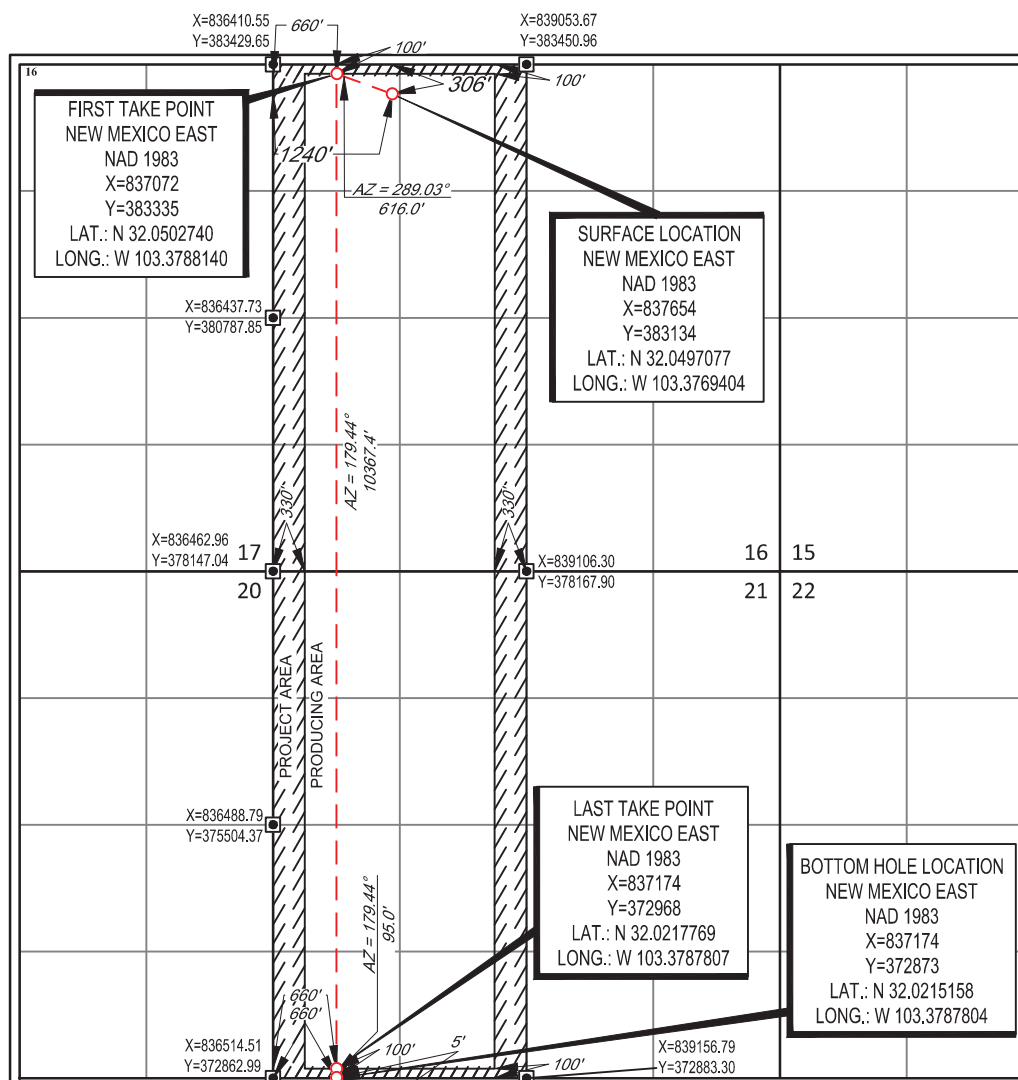 X=836410.55
Y=383429.65
660'
X=839053.67
Y=383450.96
100'
16
306'
100'
FIRST TAKE POINT
NEW MEXICO EAST
NAD 1983
X=837072
Y=383335
LAT.: N 32.0502740
LONG.: W 103.3788140
1240'
AZ = 289.03°
616.0'
SURFACE LOCATION
NEW MEXICO EAST
NAD 1983
X=837654
Y=383134
LAT.: N 32.0497077
LONG.: W 103.3769404
X=836437.73
Y=380787.85
AZ = 179.44°
10367.4'
330'
330'
X=836462.96
Y=378147.04
17
20
X=839106.30
Y=378167.90
16
15
21
22
PROJECT AREA
PRODUCING AREA
X=836488.79
Y=375504.37
LAST TAKE POINT
NEW MEXICO EAST
NAD 1983
X=837174
Y=372968
LAT.: N 32.0217769
LONG.: W 103.3787807
BOTTOM HOLE LOCATION
NEW MEXICO EAST
NAD 1983
X=837174
Y=372873
LAT.: N 32.0215158
LONG.: W 103.3787804
AZ = 179.44°
95.0'
660'
660'
X=836514.51
Y=372862.99
100'
5'
100'
X=839156.79
Y=372883.30